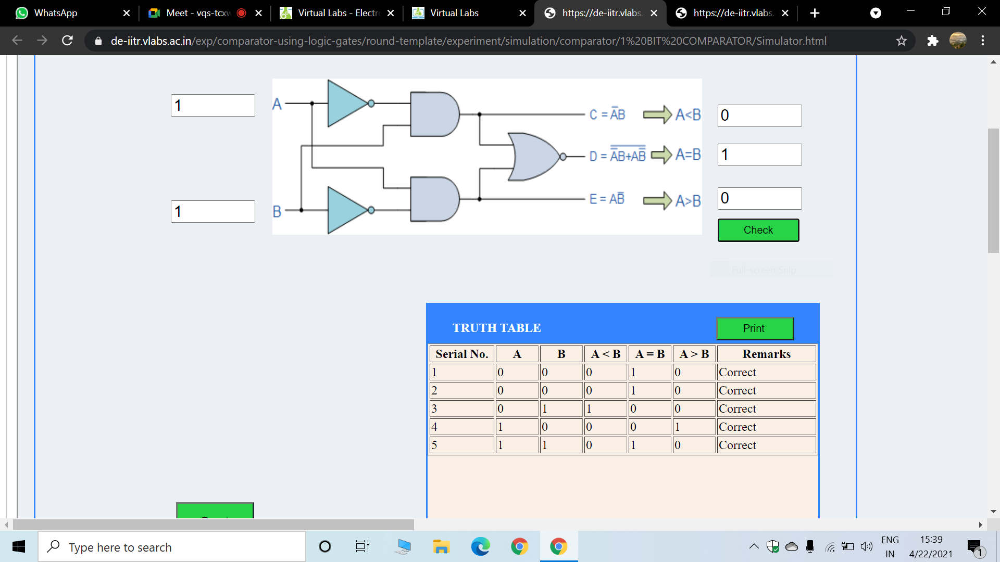 WhatsApp
Meet - vqs-tcxw
Virtual Labs - Electr
Virtual Labs
https://de-iitr.vlabs.
https://de-iitr.vlabs.
de-iitr.vlabs.ac.in/exp/comparator-using-logic-gates/round-template/experiment/simulation/comparator/1%20BIT%20COMPARATOR/Simulator.html
1
A
C = A̅B
A<B
0
D = \overline{A̅B+AB̅}
A=B
1
E = AB̅
A>B
0
1
B
Check
Full-screen Snip
TRUTH TABLE
Print
Serial No. A B A < B A = B A > B Remarks
1 0 0 0 1 0 Correct
2 0 0 0 1 0 Correct
3 0 1 1 0 0 Correct
4 1 0 0 0 1 Correct
5 1 1 0 1 0 Correct
Type here to search
ENG
IN
15:39
4/22/2021
1